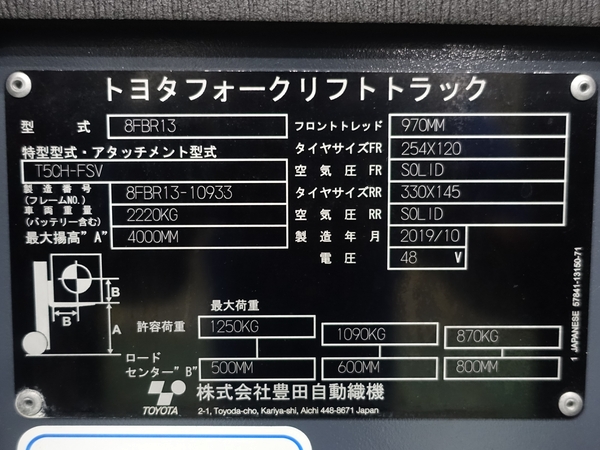 トヨタフォークリフトトラック
型式 8FBR13
特型型式・アタッチメント型式
T5CH-FSV
製造番号
(フレームNO.) 8FBR13-10933
車両重量
(バッテリー含む) 2220KG
最大揚高"A" 4000MM
フロントトレッド 970MM
タイヤサイズFR 254X120
空気圧FR SOLID
タイヤサイズRR 330X145
空気圧RR SOLID
製造年月 2019/10
電圧 48 V
B
B
A
最大荷重
許容荷重 1250KG 1090KG 870KG
ロード
センター"B" 500MM 600MM 800MM
TOYOTA
株式会社豊田自動織機
2-1, Toyoda-cho, Kariya-shi, Aichi 448-8671 Japan
1 JAPANESE 57841-13150-71